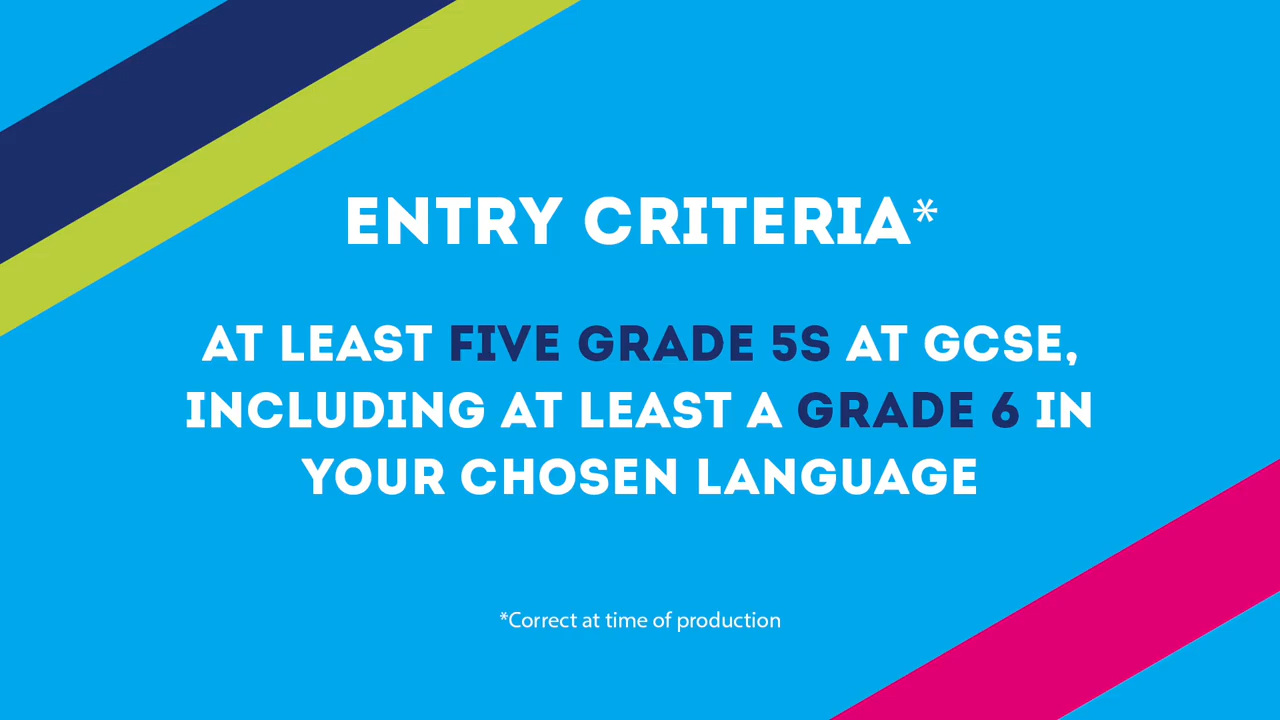 ENTRY CRITERIA*
AT LEAST FIVE GRADE 5S AT GCSE,
INCLUDING AT LEAST A GRADE 6 IN
YOUR CHOSEN LANGUAGE
*Correct at time of production